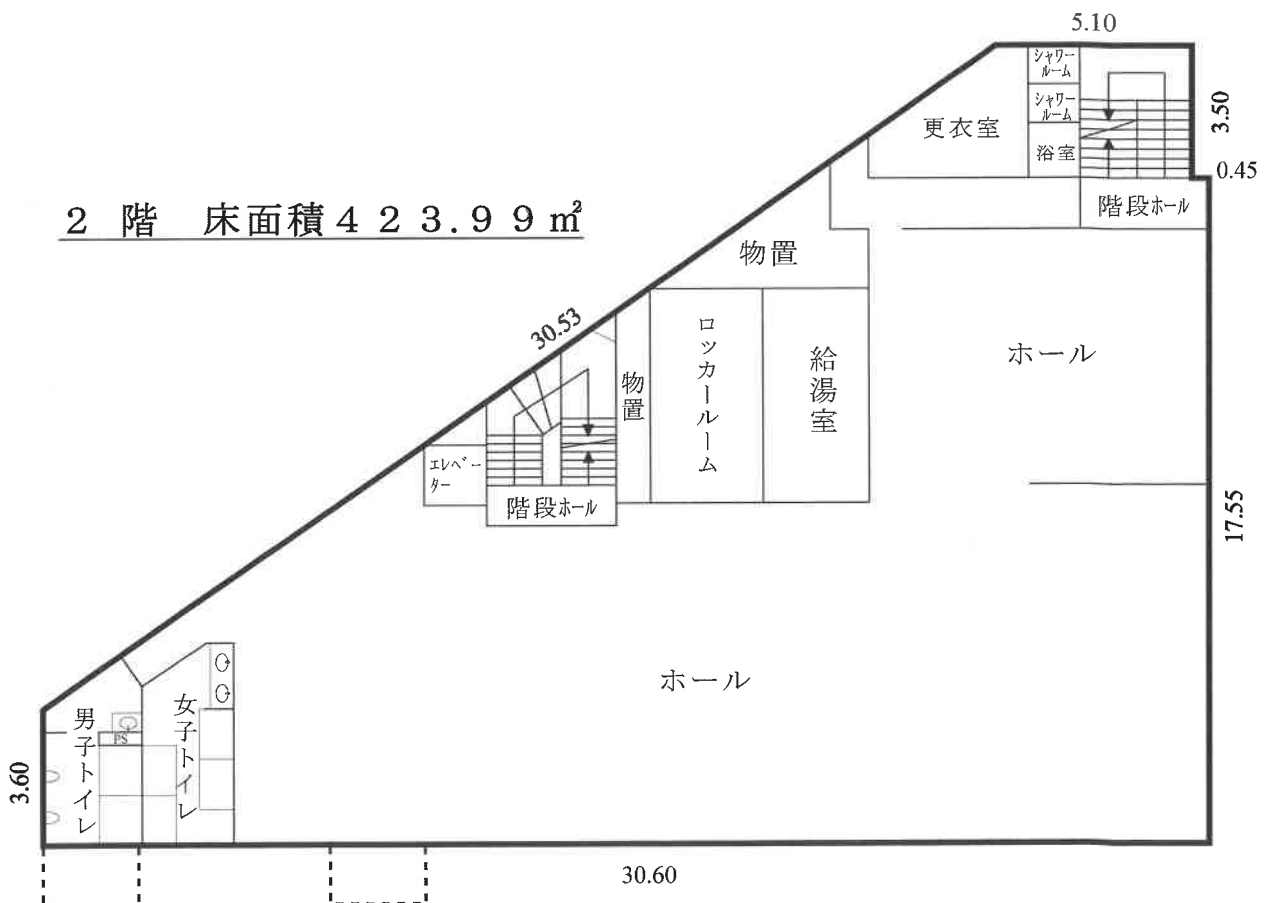 5.10
シャワー
ルーム
シャワー
ルーム
更衣室
浴室
3.50
0.45
階段ホール
2 階 床面積423.99㎡
物置
30.53
ロッカールーム
給湯室
物置
ホール
エレベーター
階段ホール
17.55
ホール
男子トイレ
PS
女子トイレ
3.60
30.60